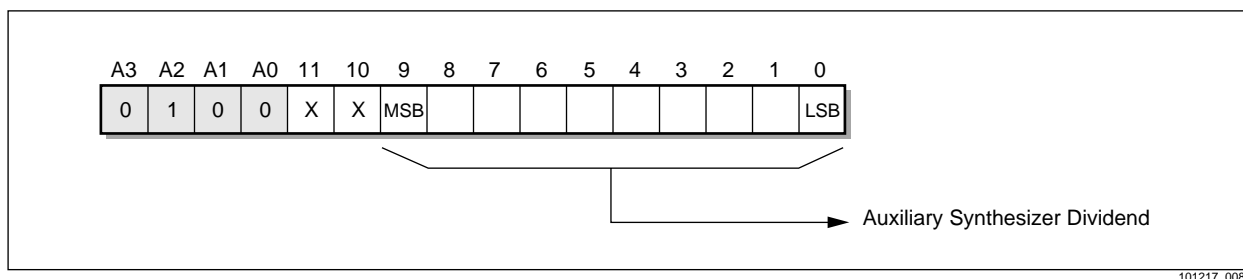 A3 A2 A1 A0 11 10 9 8 7 6 5 4 3 2 1 0
0 1 0 0 X X MSB LSB
Auxiliary Synthesizer Dividend
101217_008